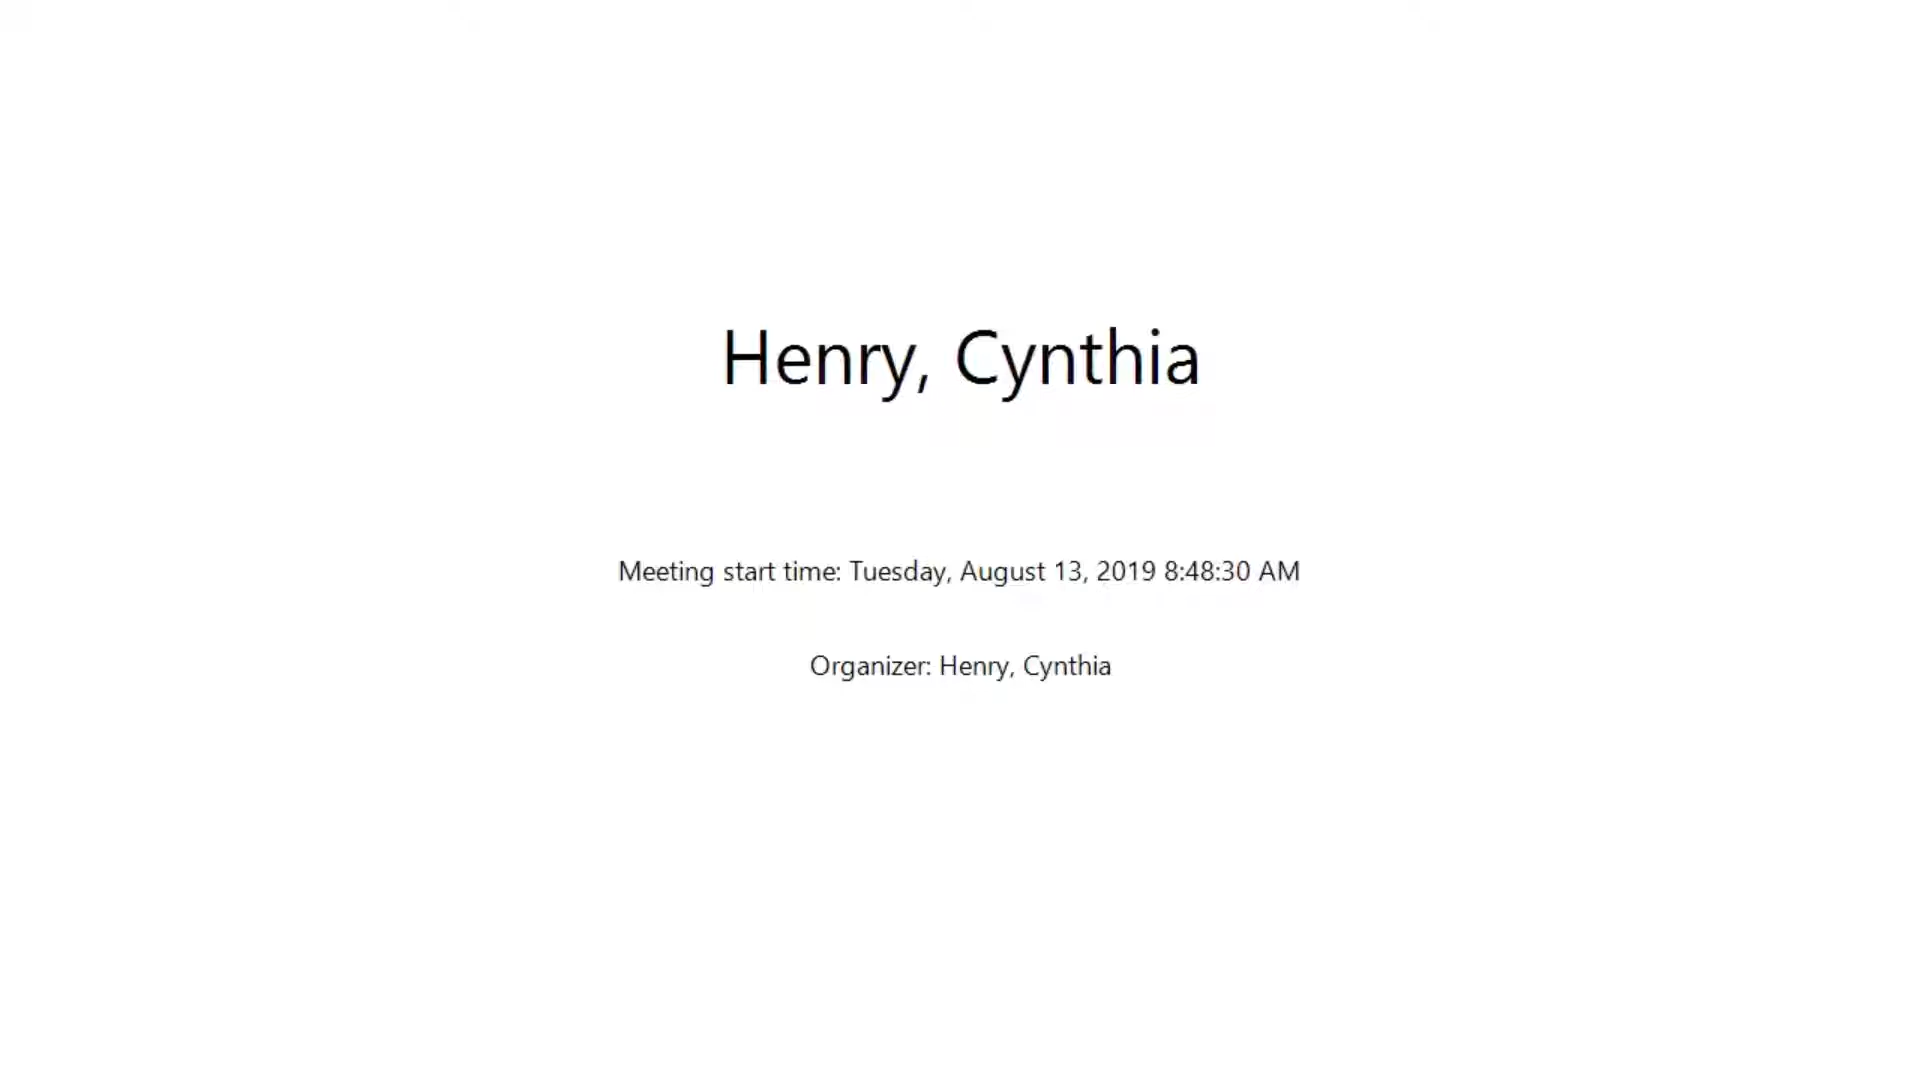 Henry, Cynthia
Meeting start time: Tuesday, August 13, 2019 8:48:30 AM
Organizer: Henry, Cynthia